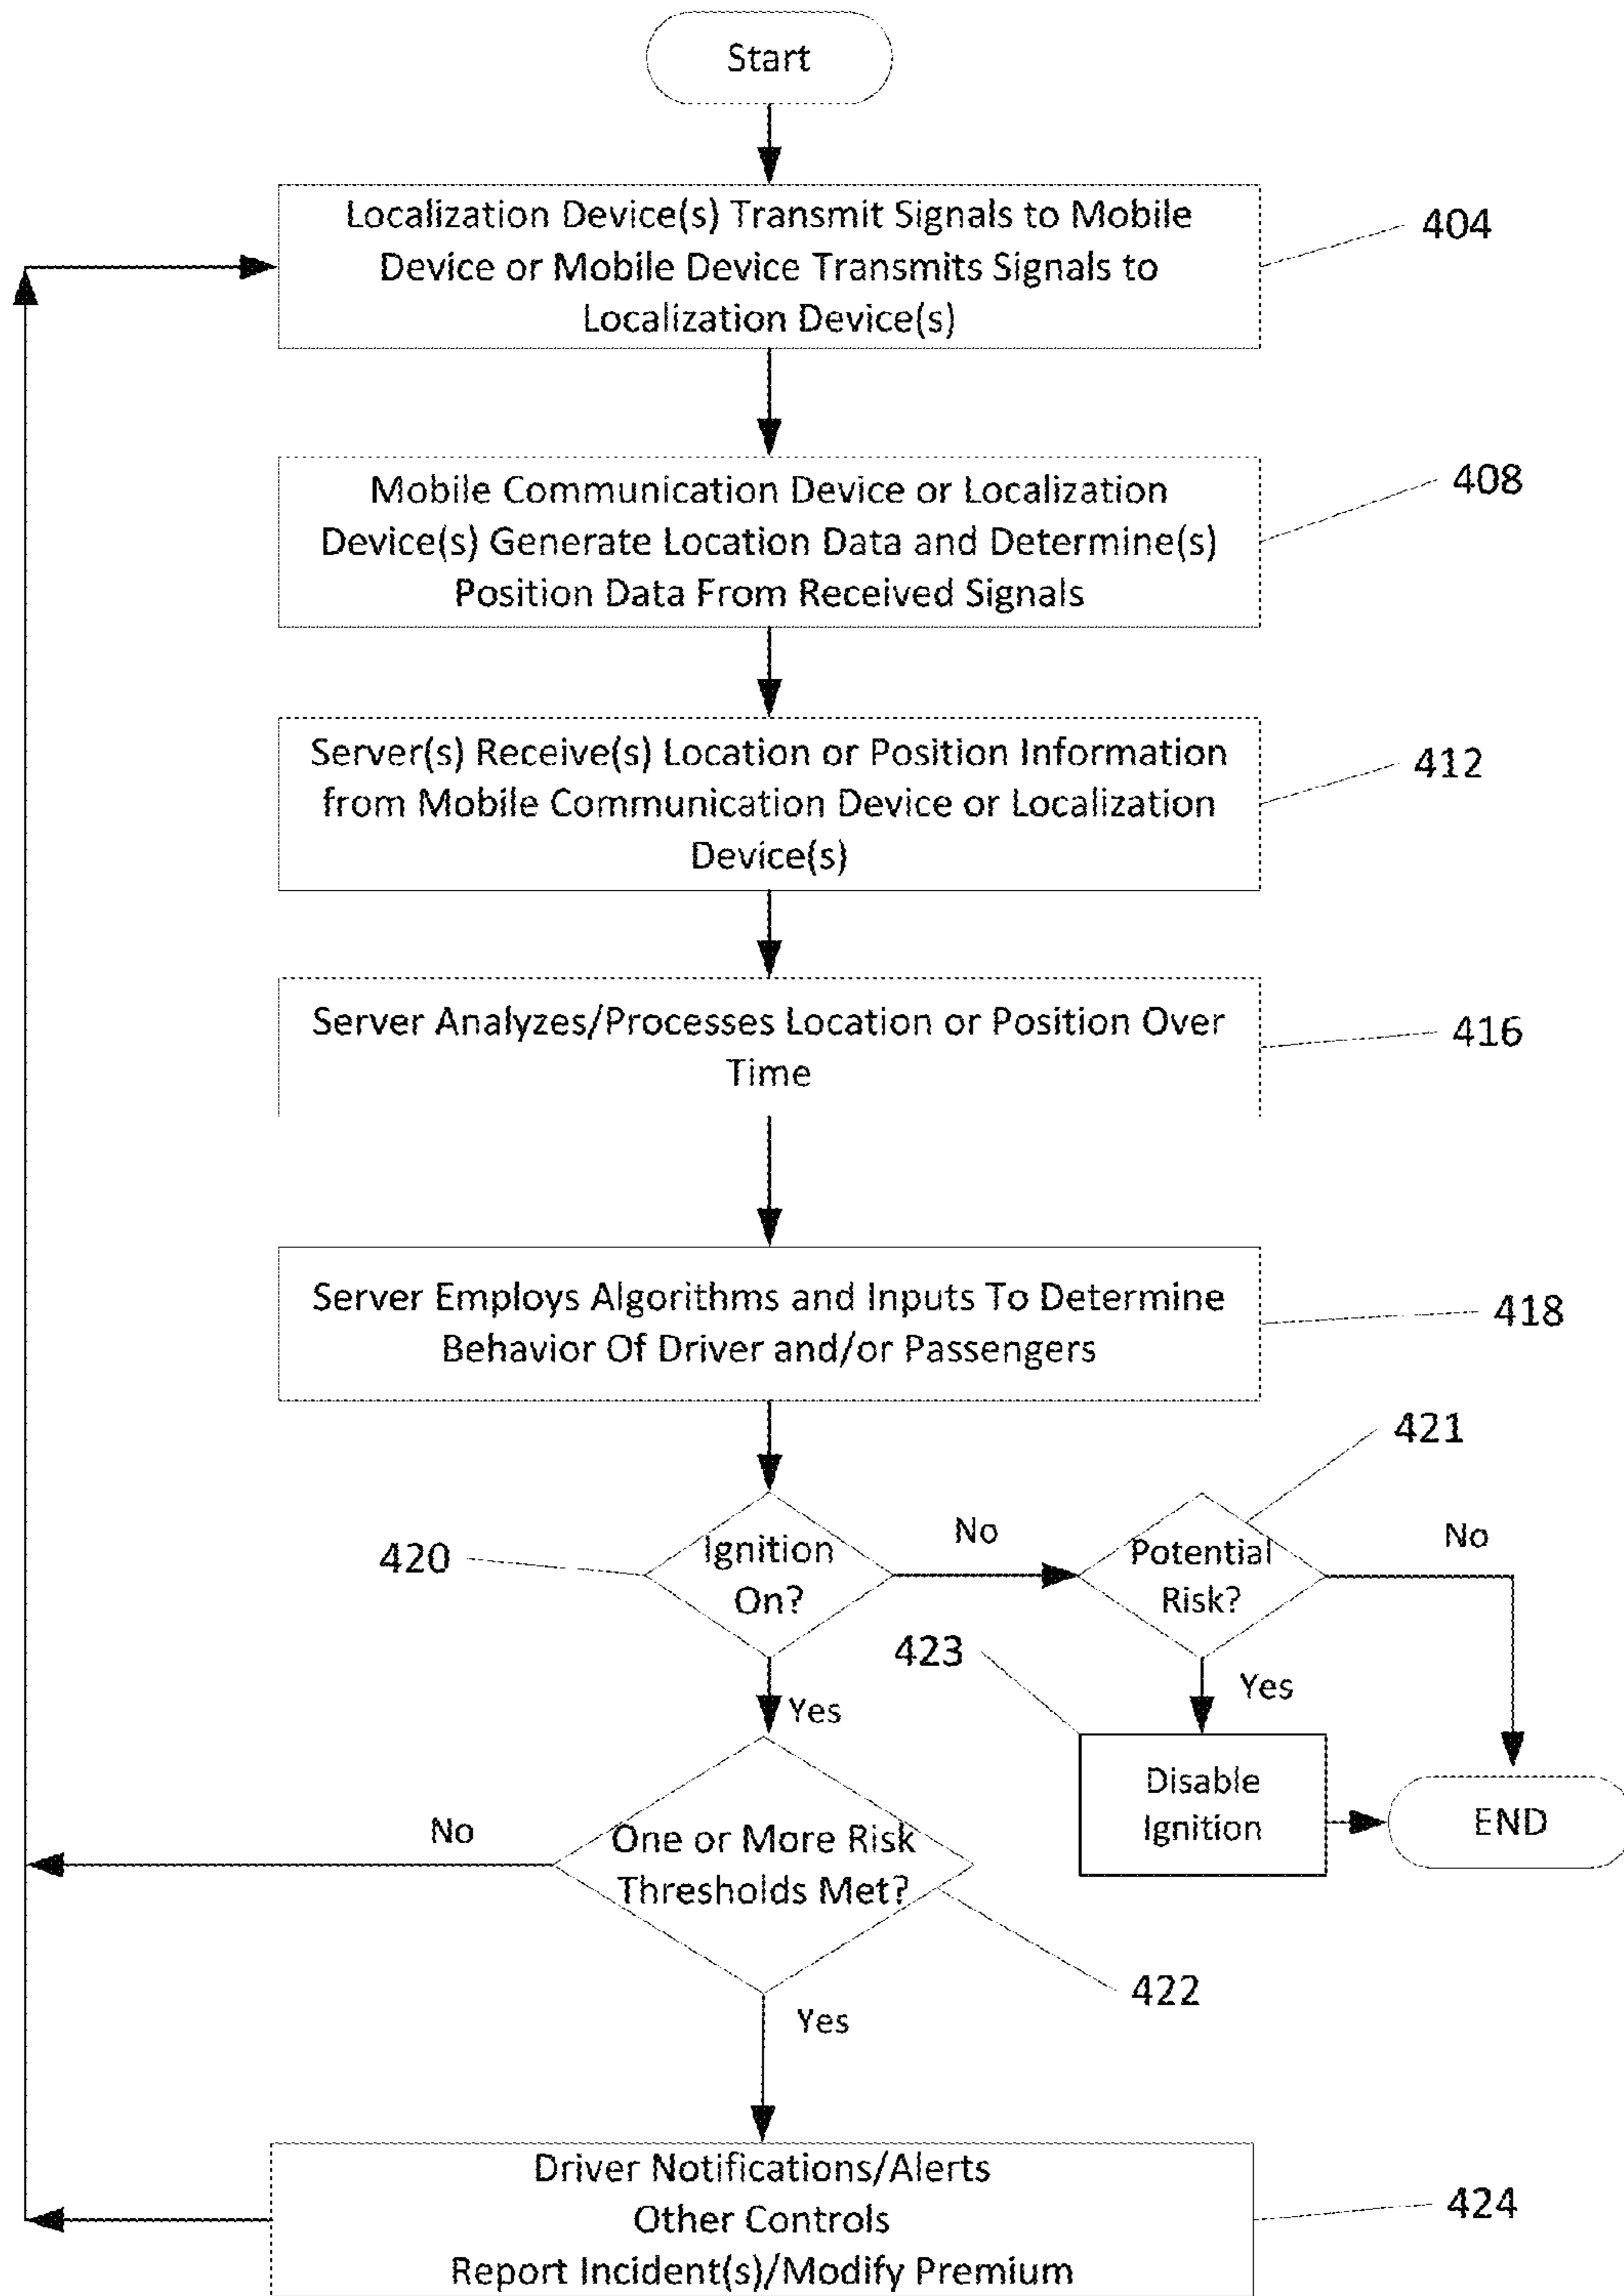 Start
Localization Device(s) Transmit Signals to Mobile
Device or Mobile Device Transmits Signals to
Localization Device(s)
404
Mobile Communication Device or Localization
Device(s) Generate Location Data and Determine(s)
Position Data From Received Signals
408
Server(s) Receive(s) Location or Position Information
from Mobile Communication Device or Localization
Device(s)
412
Server Analyzes/Processes Location or Position Over
Time
416
Server Employs Algorithms and Inputs To Determine
Behavior Of Driver and/or Passengers
418
420
Ignition
On?
No
421
Potential
Risk?
No
Yes
423
Yes
Disable
Ignition
END
No
One or More Risk
Thresholds Met?
422
Yes
Driver Notifications/Alerts
Other Controls
Report Incident(s)/Modify Premium
424